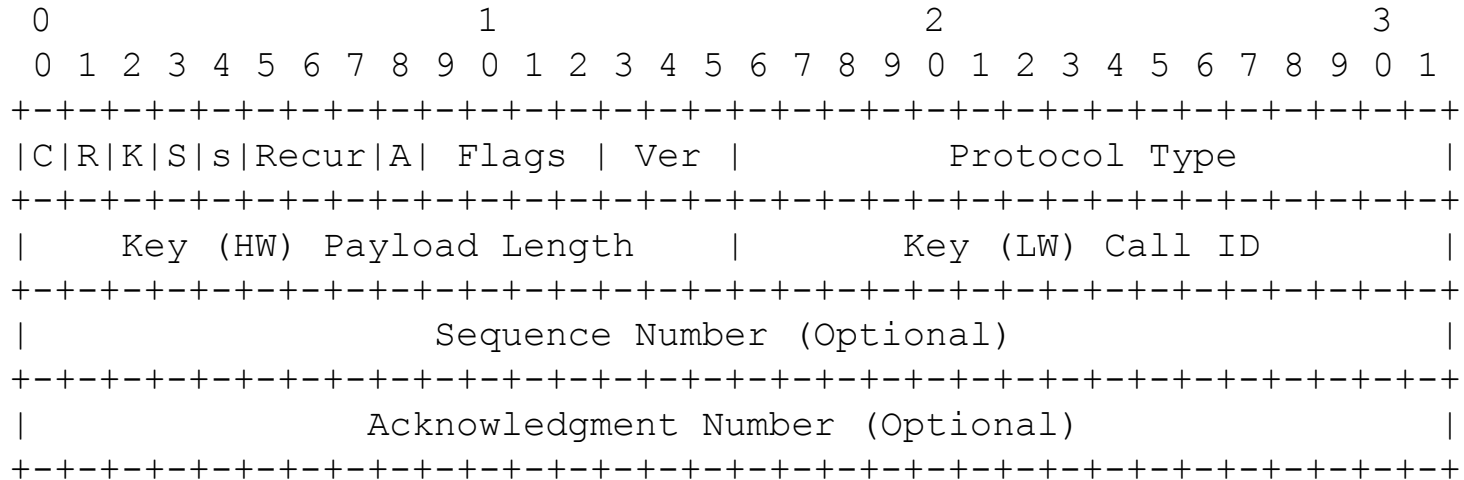 0                   1                   2                   3
 0 1 2 3 4 5 6 7 8 9 0 1 2 3 4 5 6 7 8 9 0 1 2 3 4 5 6 7 8 9 0 1
+-+-+-+-+-+-+-+-+-+-+-+-+-+-+-+-+-+-+-+-+-+-+-+-+-+-+-+-+-+-+-+-+
|C|R|K|S|s|Recur|A| Flags | Ver |         Protocol Type         |
+-+-+-+-+-+-+-+-+-+-+-+-+-+-+-+-+-+-+-+-+-+-+-+-+-+-+-+-+-+-+-+-+
|    Key (HW) Payload Length    |       Key (LW) Call ID        |
+-+-+-+-+-+-+-+-+-+-+-+-+-+-+-+-+-+-+-+-+-+-+-+-+-+-+-+-+-+-+-+-+
|                  Sequence Number (Optional)                   |
+-+-+-+-+-+-+-+-+-+-+-+-+-+-+-+-+-+-+-+-+-+-+-+-+-+-+-+-+-+-+-+-+
|               Acknowledgment Number (Optional)                |
+-+-+-+-+-+-+-+-+-+-+-+-+-+-+-+-+-+-+-+-+-+-+-+-+-+-+-+-+-+-+-+-+